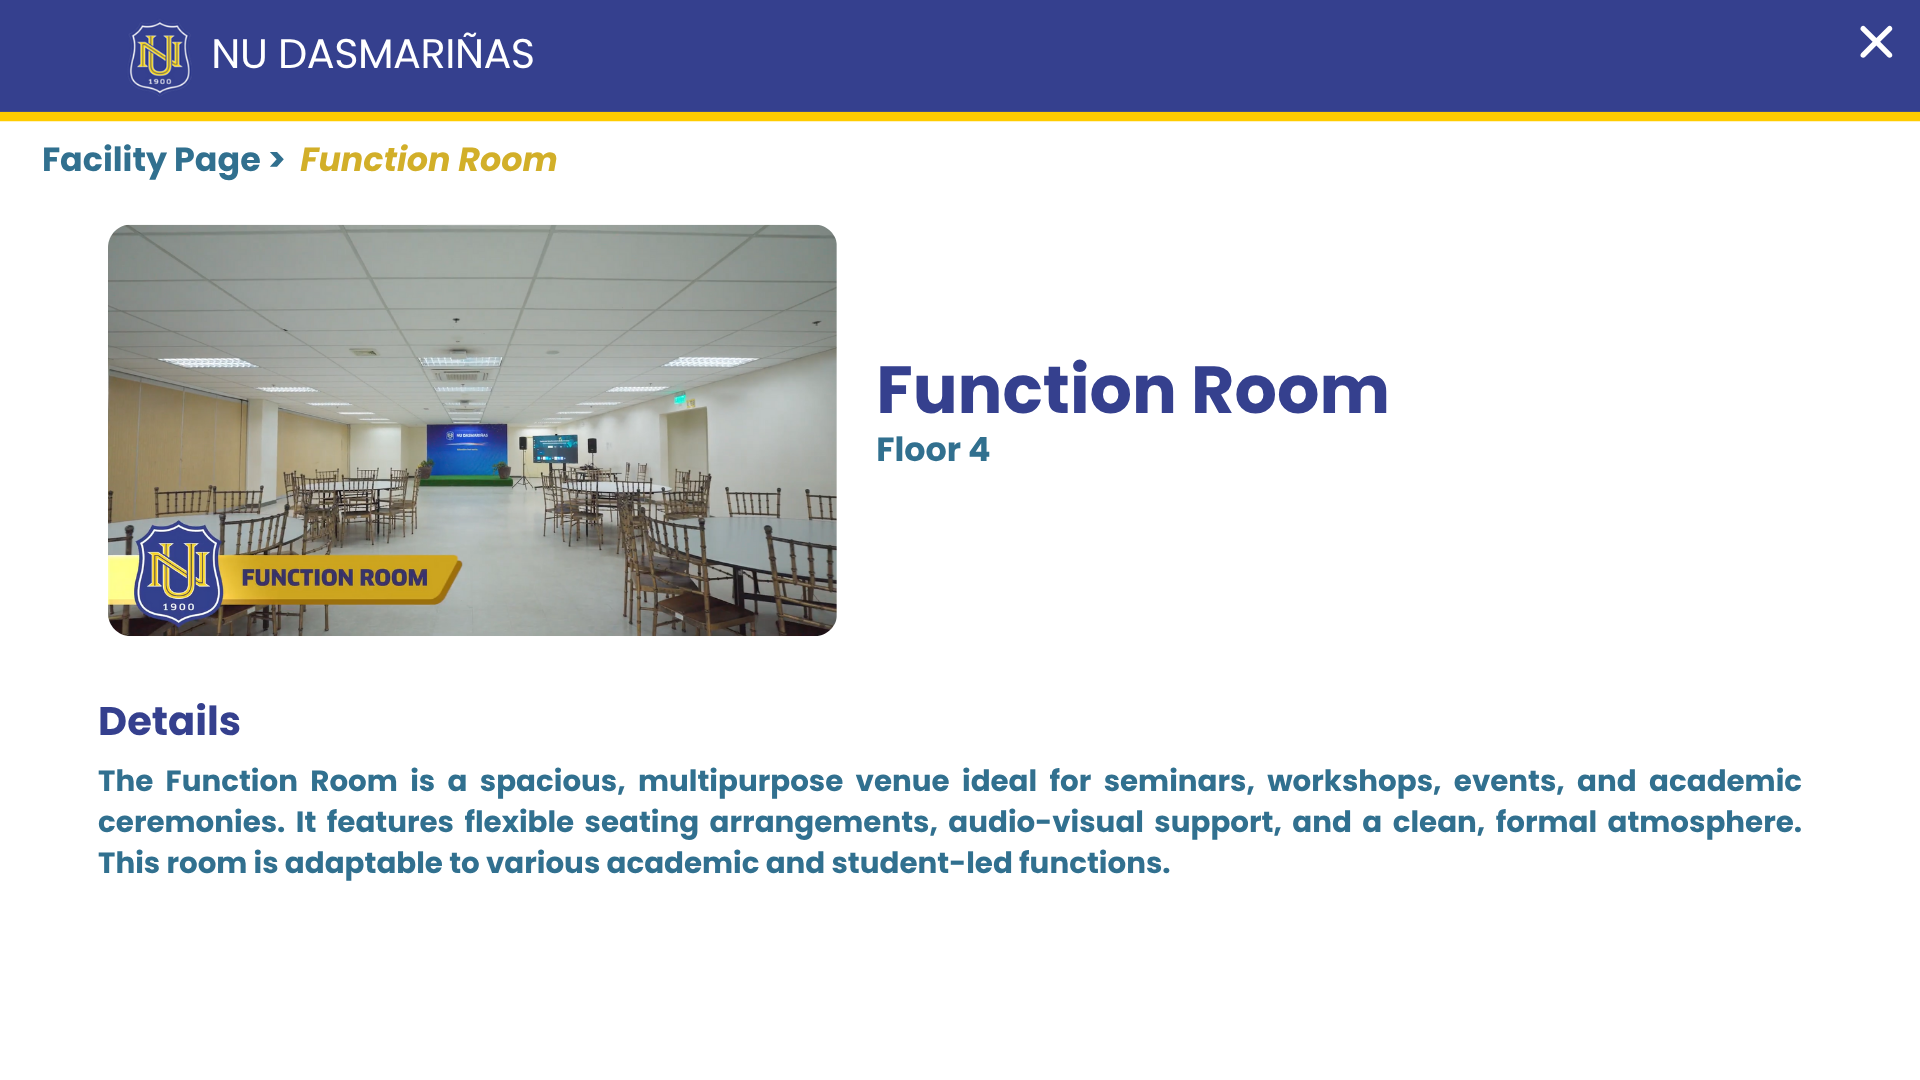 NU
1900
NU DASMARIÑAS
Facility Page > Function Room
NU DASMARIÑAS
Function Room
Floor 4
NU
1900
FUNCTION ROOM
Details
The Function Room is a spacious, multipurpose venue ideal for seminars, workshops, events, and academic
ceremonies. It features flexible seating arrangements, audio-visual support, and a clean, formal atmosphere.
This room is adaptable to various academic and student-led functions.